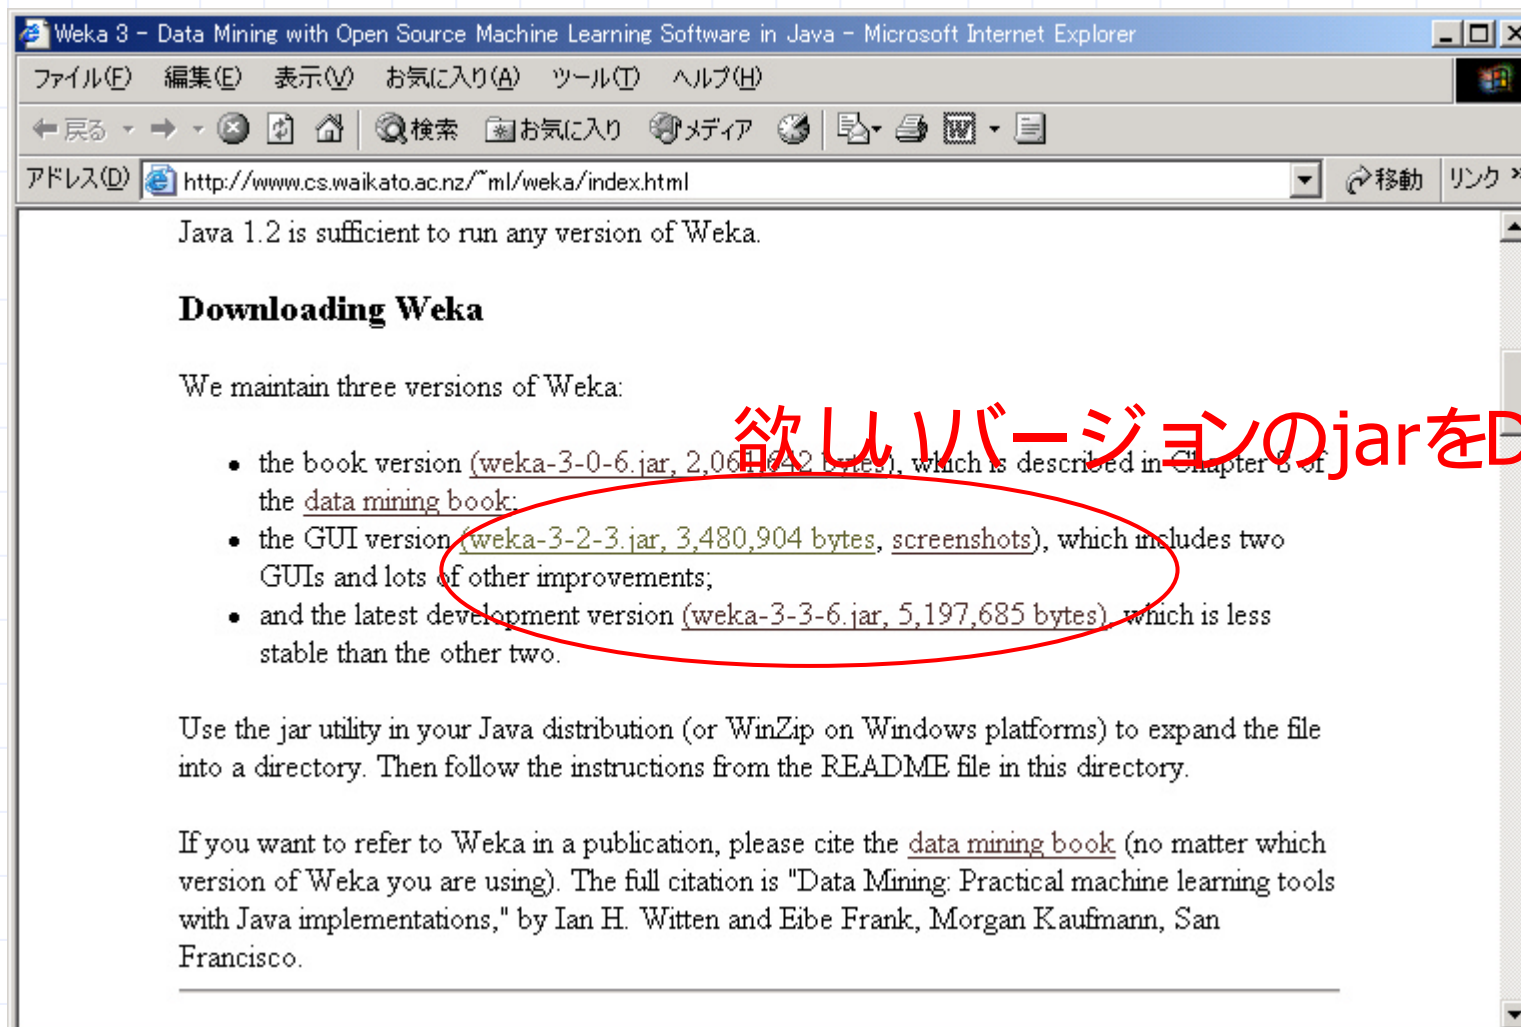 Weka 3 - Data Mining with Open Source Machine Learning Software in Java - Microsoft Internet Explorer
ファイル(F) 編集(E) 表示(V) お気に入り(A) ツール(T) ヘルプ(H)
戻る 検索 お気に入り メディア
アドレス(D) http://www.cs.waikato.ac.nz/~ml/weka/index.html 移動 リンク »
Java 1.2 is sufficient to run any version of Weka.
Downloading Weka
We maintain three versions of Weka:
欲しいバージョンのjarをD
• the book version (weka-3-0-6.jar, 2,061,642 bytes), which is described in Chapter 8 of
the data mining book;
• the GUI version (weka-3-2-3.jar, 3,480,904 bytes, screenshots), which includes two
GUIs and lots of other improvements;
• and the latest development version (weka-3-3-6.jar, 5,197,685 bytes), which is less
stable than the other two.
Use the jar utility in your Java distribution (or WinZip on Windows platforms) to expand the file
into a directory. Then follow the instructions from the README file in this directory.
If you want to refer to Weka in a publication, please cite the data mining book (no matter which
version of Weka you are using). The full citation is "Data Mining: Practical machine learning tools
with Java implementations," by Ian H. Witten and Eibe Frank, Morgan Kaufmann, San
Francisco.